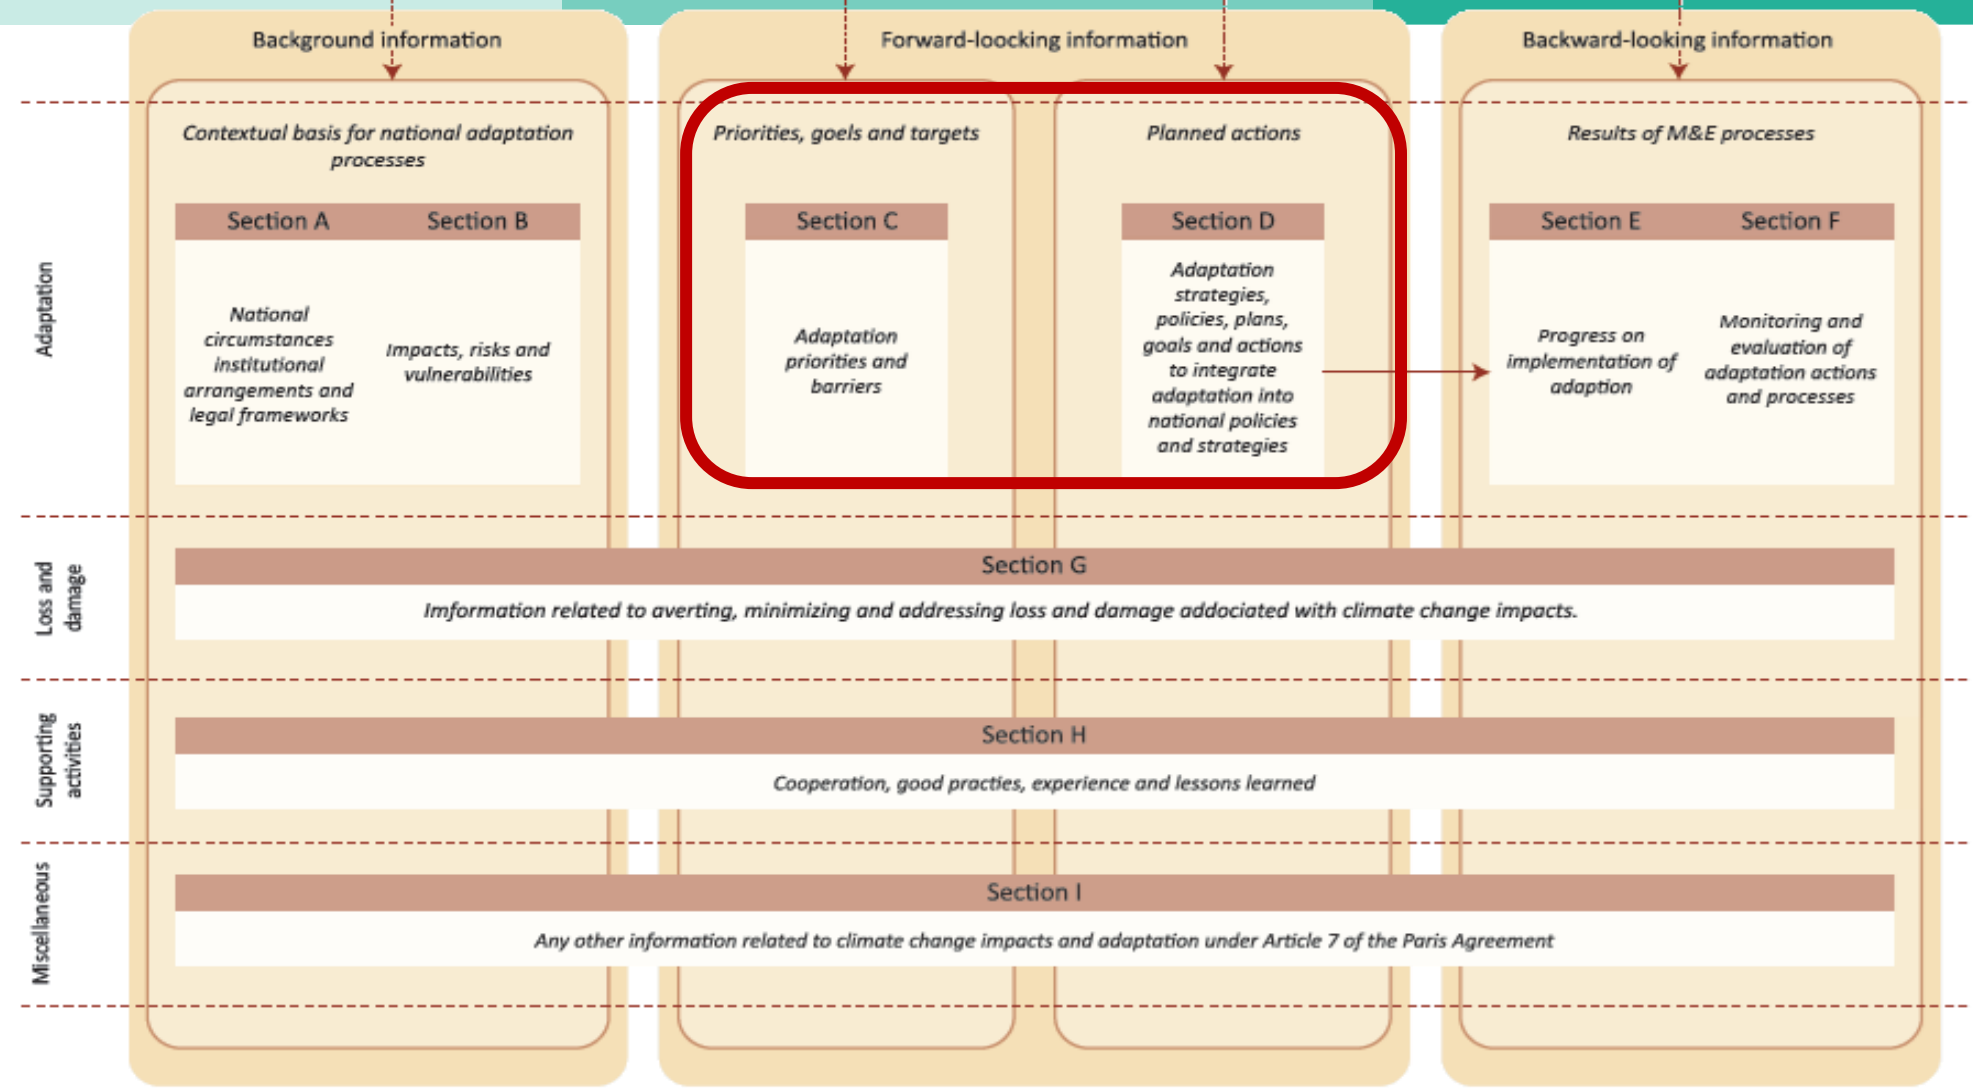 Background information
Forward-loocking information
Backward-looking information
Adaptation
Contextual basis for national adaptation
processes
Section A
Section B
National
circumstances
institutional
arrangements and
legal frameworks
Impacts, risks and
vulnerabilities
Priorities, goels and targets
Section C
Adaptation
priorities and
barriers
Planned actions
Section D
Adaptation
strategies,
policies, plans,
goals and actions
to integrate
adaptation into
national policies
and strategies
Results of M&E processes
Section E
Section F
Progress on
implementation of
adaption
Monitoring and
evaluation of
adaptation actions
and processes
Loss and
damage
Section G
Imformation related to averting, minimizing and addressing loss and damage addociated with climate change impacts.
Supporting
activities
Section H
Cooperation, good practies, experience and lessons learned
Miscellaneous
Section I
Any other information related to climate change impacts and adaptation under Article 7 of the Paris Agreement